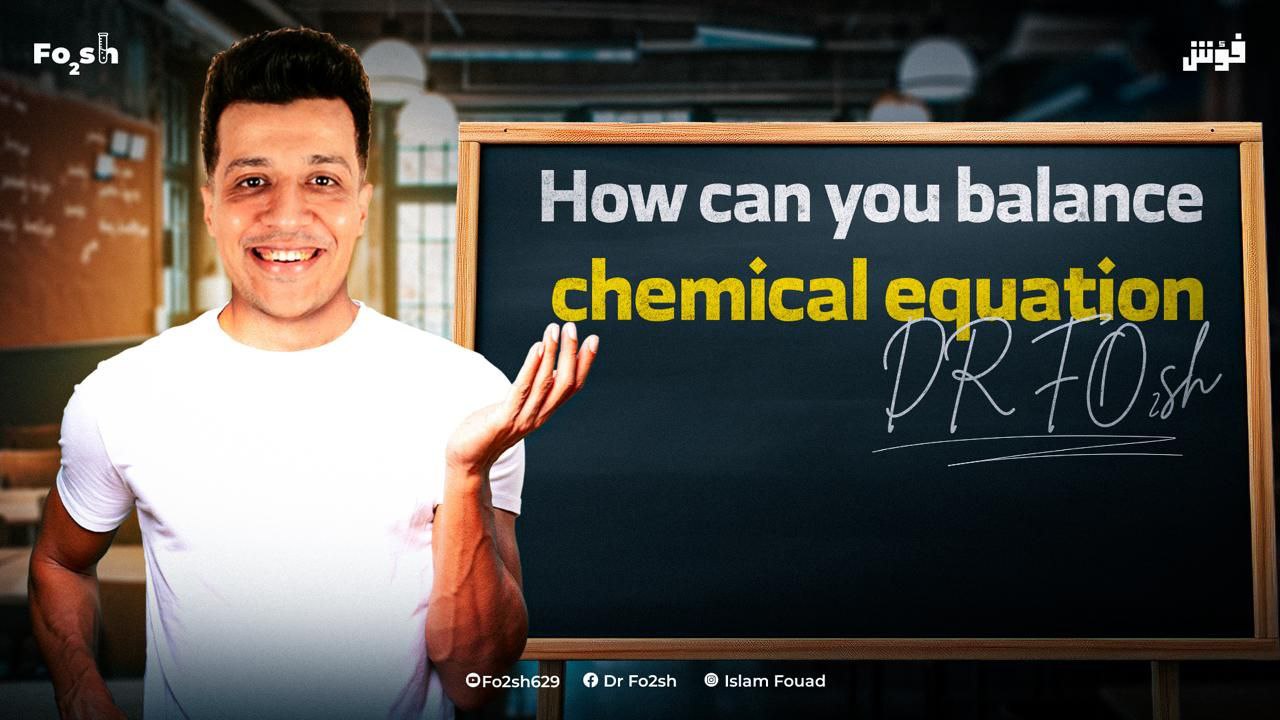 Fo2sh
فؤش
How can you balance
chemical equation
DR FO2sh
Fo2sh629 Dr Fo2sh Islam Fouad